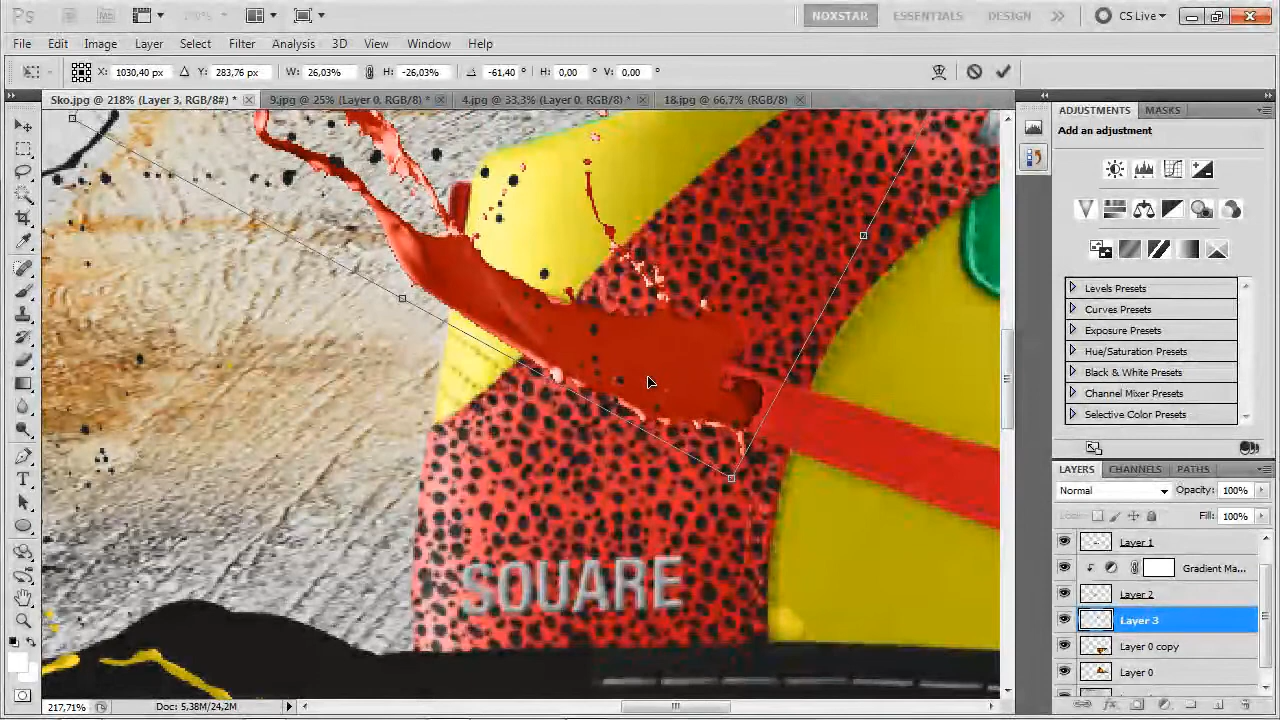 Ps Br Mb 200% NOXSTAR ESSENTIALS DESIGN CS Live
File Edit Image Layer Select Filter Analysis 3D View Window Help
X: 1030,40 px Y: 283,76 px W: 26,03% H: -26,03% -61,40 ° H: 0,00 ° V: 0,00 °
Sko.jpg @ 218% (Layer 3, RGB/8#) * 9.jpg @ 25% (Layer 0, RGB/8) * 4.jpg @ 33,3% (Layer 0, RGB/8) * 18.jpg @ 66,7% (RGB/8)
ADJUSTMENTS MASKS
Add an adjustment
Levels Presets
Curves Presets
Exposure Presets
Hue/Saturation Presets
Black & White Presets
Channel Mixer Presets
Selective Color Presets
LAYERS CHANNELS PATHS
Normal Opacity: 100%
Fill: 100%
Layer 1
Gradient Ma...
Layer 2
Layer 3
Layer 0 copy
Layer 0
SQUARE
217,71% Doc: 5,38M/24,2M